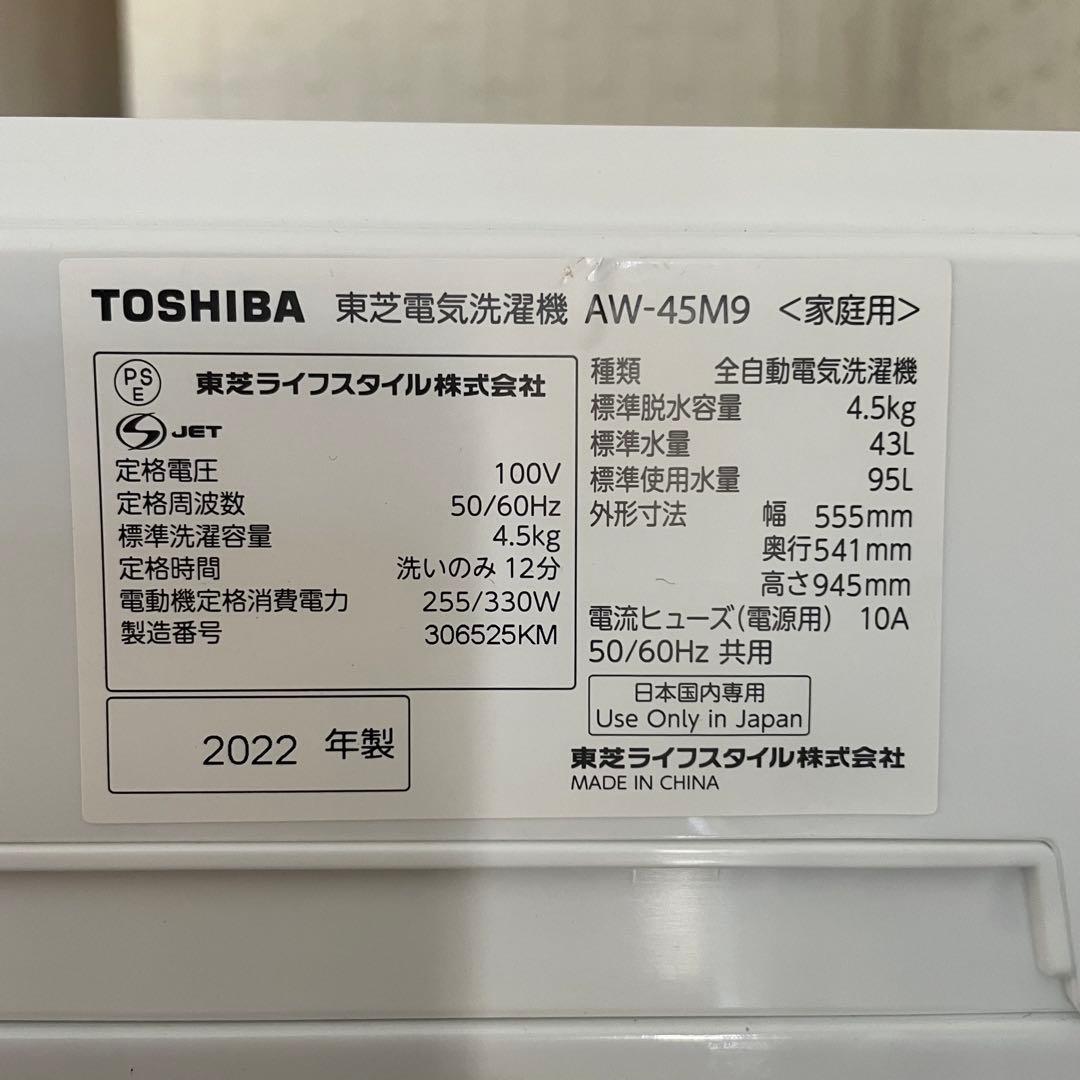 TOSHIBA 東芝電気洗濯機 AW-45M9 <家庭用>
PSE 東芝ライフスタイル株式会社
S JET
定格電圧 100V
定格周波数 50/60Hz
標準洗濯容量 4.5kg
定格時間 洗いのみ 12分
電動機定格消費電力 255/330W
製造番号 306525KM
2022 年製
種類 全自動電気洗濯機
標準脱水容量 4.5kg
標準水量 43L
標準使用水量 95L
外形寸法 幅 555mm
奥行541mm
高さ945mm
電流ヒューズ(電源用) 10A
50/60Hz 共用
日本国内専用
Use Only in Japan
東芝ライフスタイル株式会社
MADE IN CHINA